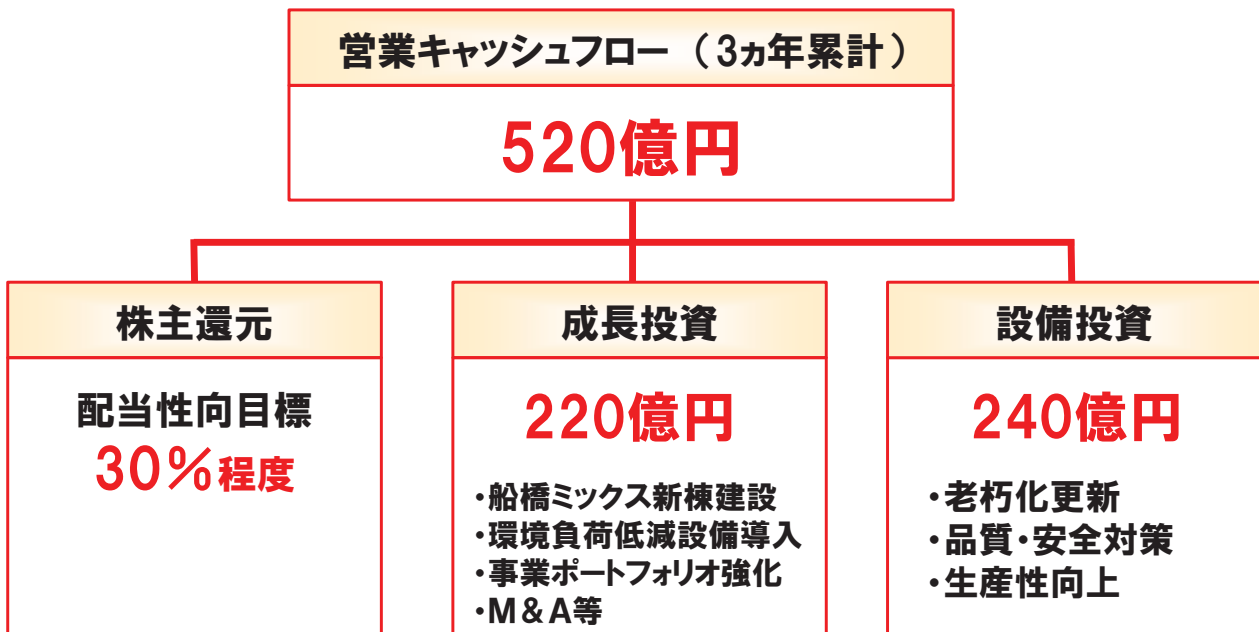 営業キャッシュフロー（3ヵ年累計）
520億円
株主還元
配当性向目標
30％程度
成長投資
220億円
・船橋ミックス新棟建設
・環境負荷低減設備導入
・事業ポートフォリオ強化
・M＆A等
設備投資
240億円
・老朽化更新
・品質・安全対策
・生産性向上